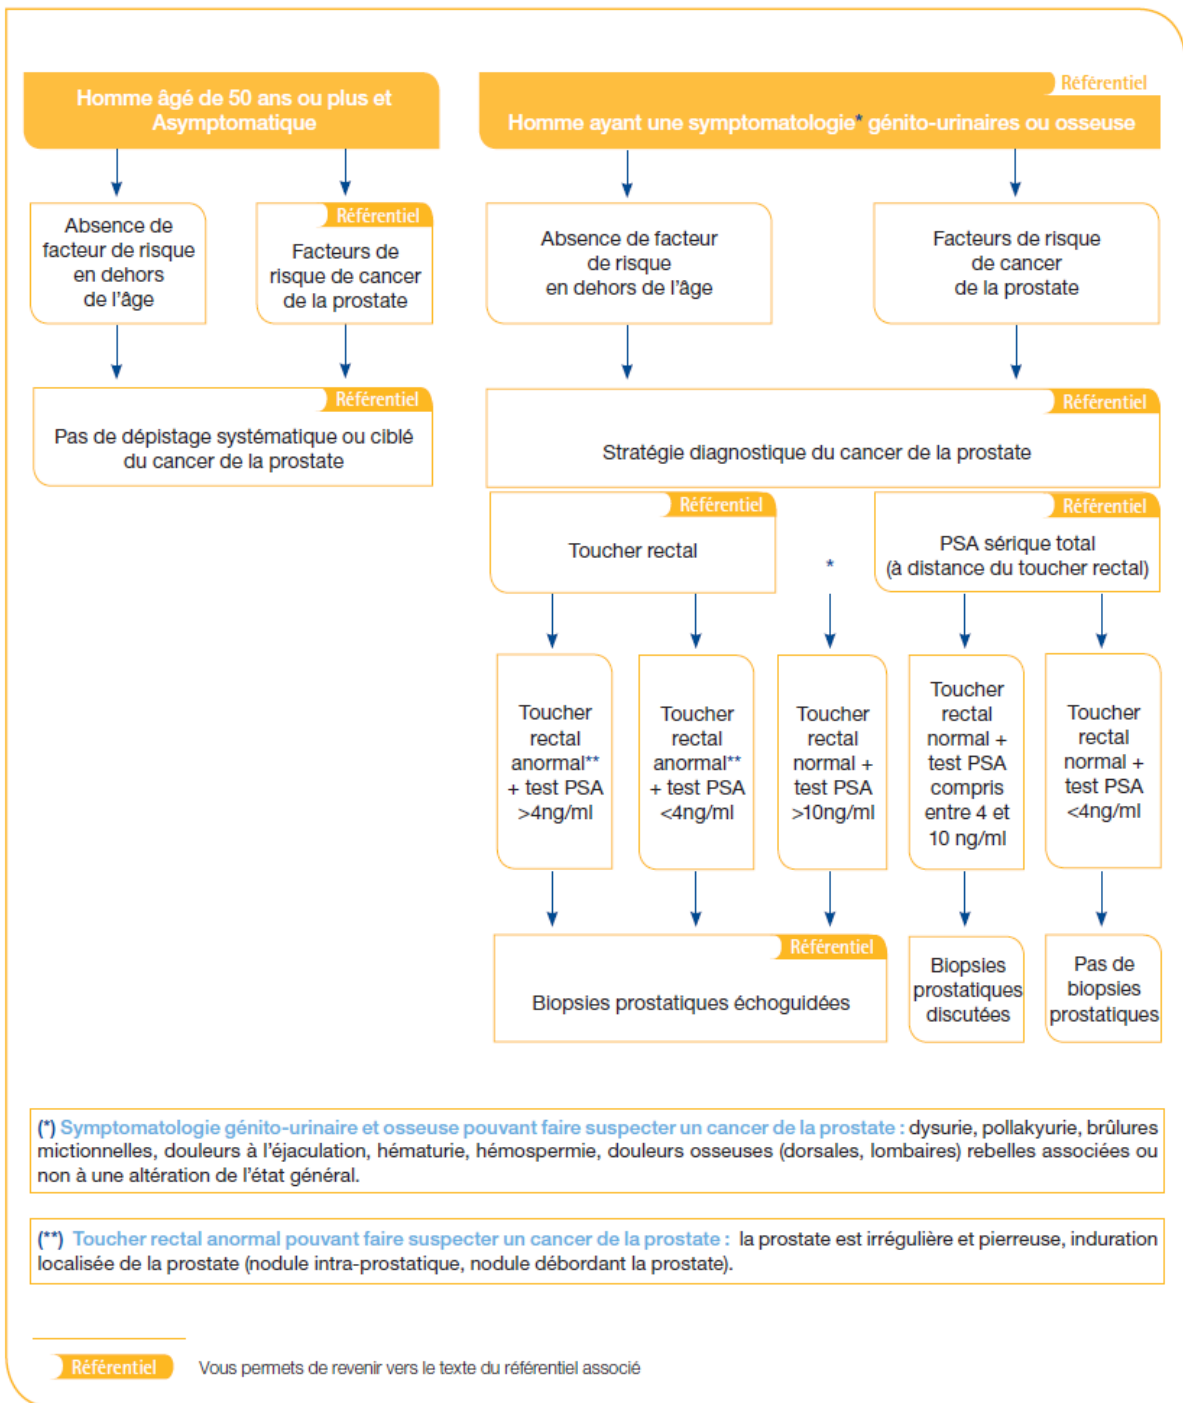 Homme âgé de 50 ans ou plus et
Asymptomatique
Référentiel
Homme ayant une symptomatologie* génito-urinaires ou osseuse
Absence de
facteur de risque
en dehors
de l'âge
Référentiel
Facteurs de
risque de cancer
de la prostate
Absence de facteur
de risque
en dehors de l'âge
Facteurs de risque
de cancer
de la prostate
Référentiel
Pas de dépistage systématique ou ciblé
du cancer de la prostate
Référentiel
Stratégie diagnostique du cancer de la prostate
Référentiel
Toucher rectal
*
Référentiel
PSA sérique total
(à distance du toucher rectal)
Toucher
rectal
anormal**
+ test PSA
>4ng/ml
Toucher
rectal
anormal**
+ test PSA
<4ng/ml
Toucher
rectal
normal +
test PSA
>10ng/ml
Toucher
rectal
normal +
test PSA
compris
entre 4 et
10 ng/ml
Toucher
rectal
normal +
test PSA
<4ng/ml
Référentiel
Biopsies prostatiques échoguidées
Biopsies
prostatiques
discutées
Pas de
biopsies
prostatiques
(*) Symptomatologie génito-urinaire et osseuse pouvant faire suspecter un cancer de la prostate : dysurie, pollakyurie, brûlures
mictionnelles, douleurs à l'éjaculation, hématurie, hémospermie, douleurs osseuses (dorsales, lombaires) rebelles associées ou
non à une altération de l'état général.
(**) Toucher rectal anormal pouvant faire suspecter un cancer de la prostate : la prostate est irrégulière et pierreuse, induration
localisée de la prostate (nodule intra-prostatique, nodule débordant la prostate).
Référentiel Vous permets de revenir vers le texte du référentiel associé